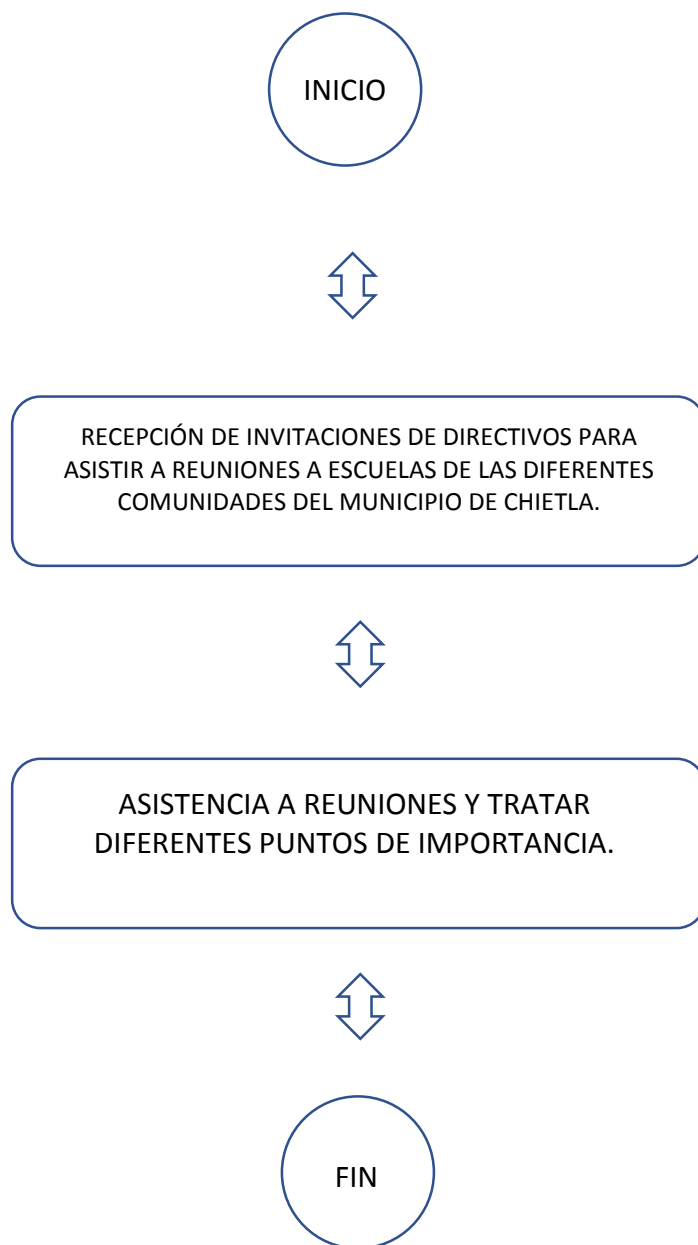 INICIO
RECEPCIÓN DE INVITACIONES DE DIRECTIVOS PARA
ASISTIR A REUNIONES A ESCUELAS DE LAS DIFERENTES
COMUNIDADES DEL MUNICIPIO DE CHIETLA.
ASISTENCIA A REUNIONES Y TRATAR
DIFERENTES PUNTOS DE IMPORTANCIA.
FIN